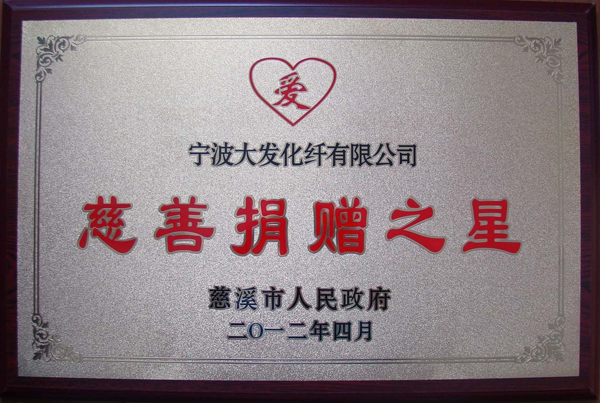 爱
宁波大发化纤有限公司
慈善捐赠之星
慈溪市人民政府
二〇一二年四月